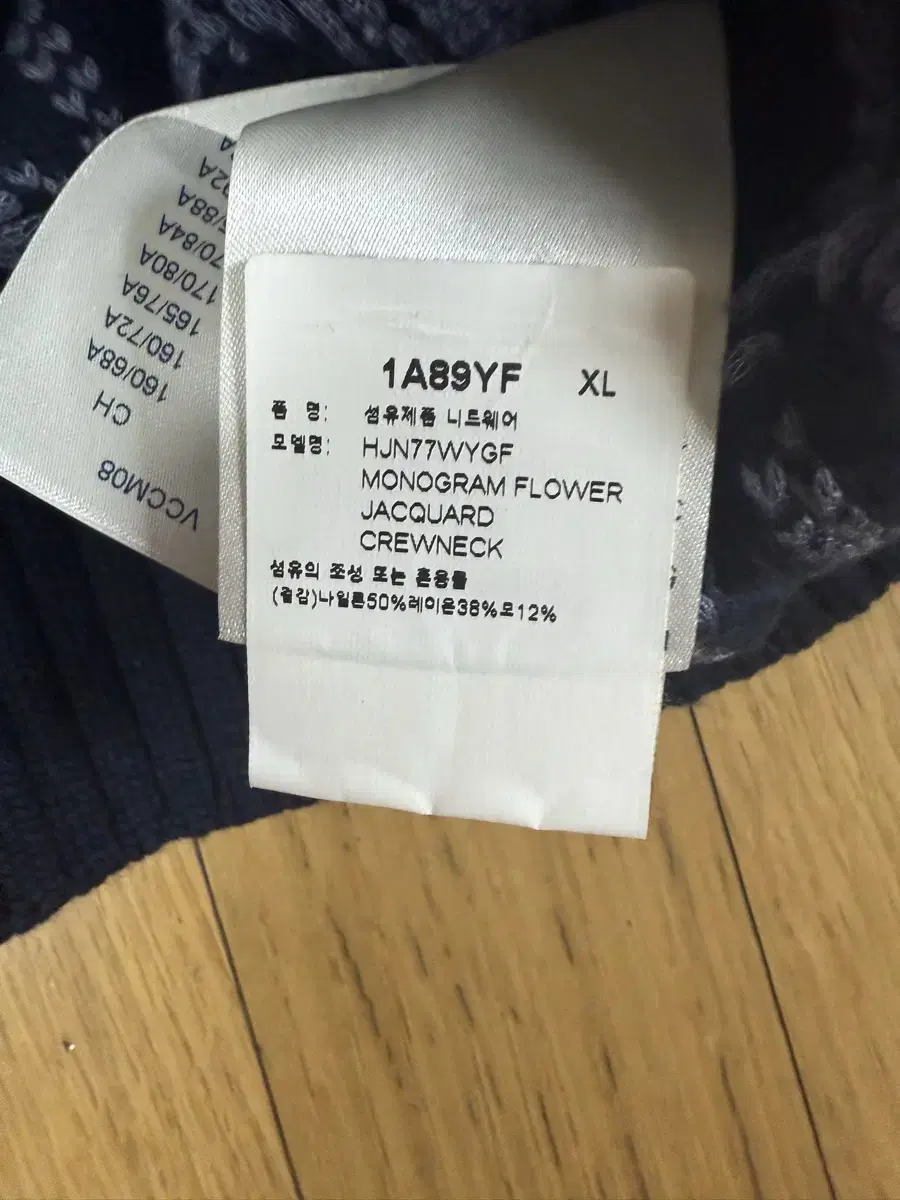 1A89YF XL
품 명: 섬유제품 니트웨어
모델명: HJN77WYGF
MONOGRAM FLOWER
JACQUARD
CREWNECK
섬유의 조성 또는 혼용률
(겉감)나일론50%레이온38%모12%
VCCM08
CH
160/68A
160/72A
165/76A
170/80A
70/84A
/88A